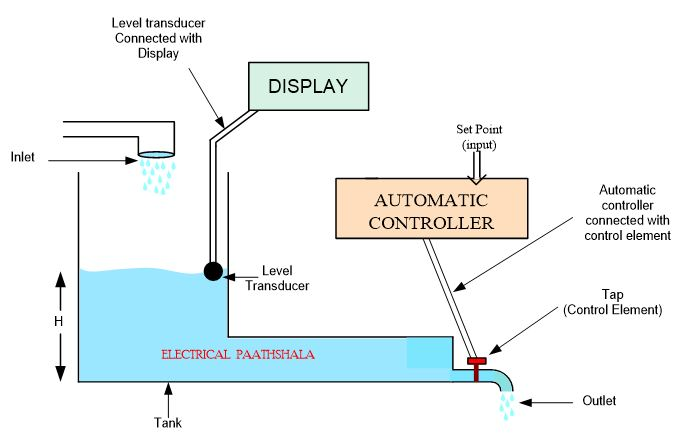 Level transducer
Connected with
Display
DISPLAY
Set Point
(input)
Inlet
AUTOMATIC
CONTROLLER
Automatic
controller
connected with
control element
Level
Transducer
Tap
(Control Element)
H
ELECTRICAL PAATHSHALA
Outlet
Tank